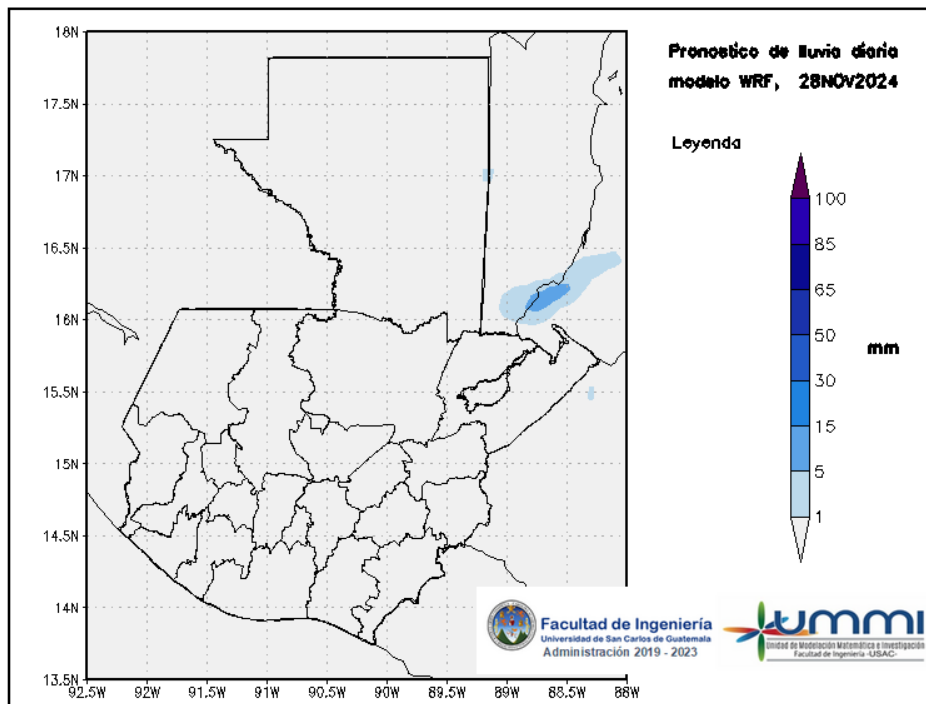 Pronostico de lluvia diaria
modelo WRF, 28NOV2024
Leyenda
100
85
65
50
30
15
5
1
mm
18N
17.5N
17N
16.5N
16N
15.5N
15N
14.5N
14N
13.5N
92.5W
92W
91.5W
91W
90.5W
90W
89.5W
89W
88.5W
88W
Facultad de Ingeniería
Universidad de San Carlos de Guatemala
Administración 2019 - 2023
ummi
Unidad de Modelación Matemática e Investigación
Facultad de Ingeniería -USAC-